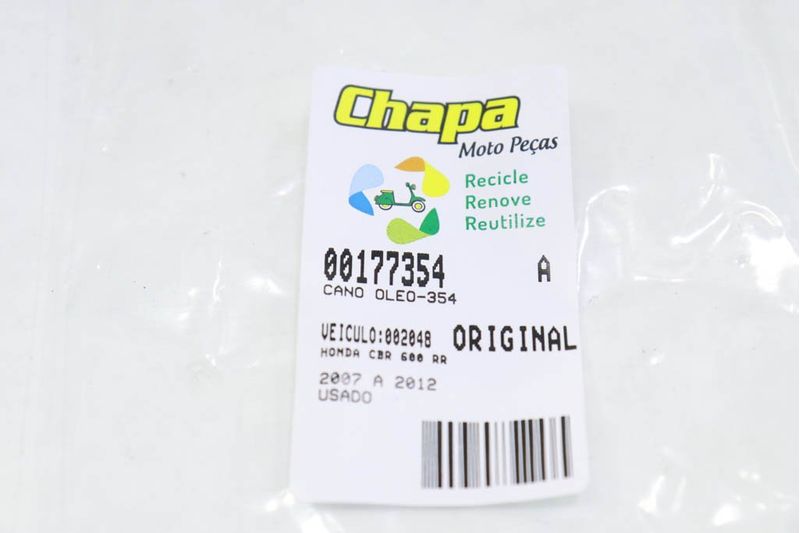 Chapa
Moto Peças
Recicle
Renove
Reutilize
00177354 A
CANO OLEO-354
VEICULO:002048 ORIGINAL
HONDA CBR 600 RR
2007 A 2012
USADO